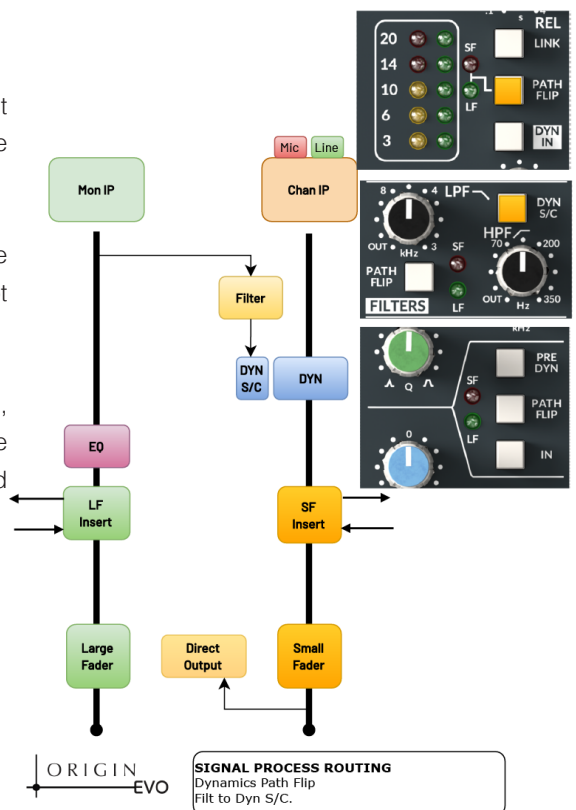 t
e
e
t
,
e
d
Mic Line
Mon IP
Chan IP
Filter
DYN
S/C
DYN
EQ
LF
Insert
SF
Insert
Large
Fader
Direct
Output
Small
Fader
ORIGIN
EVO
SIGNAL PROCESS ROUTING
Dynamics Path Flip
Filt to Dyn S/C.
.1 s
REL
20
14
10
6
3
SF
LF
LINK
PATH
FLIP
DYN
IN
8 4 LPF
DYN
S/C
HPF
OUT kHz 3
70 200
SF
PATH
FLIP
LF
OUT Hz 350
FILTERS
kHz
PRE
DYN
Q
SF
PATH
FLIP
LF
0
IN